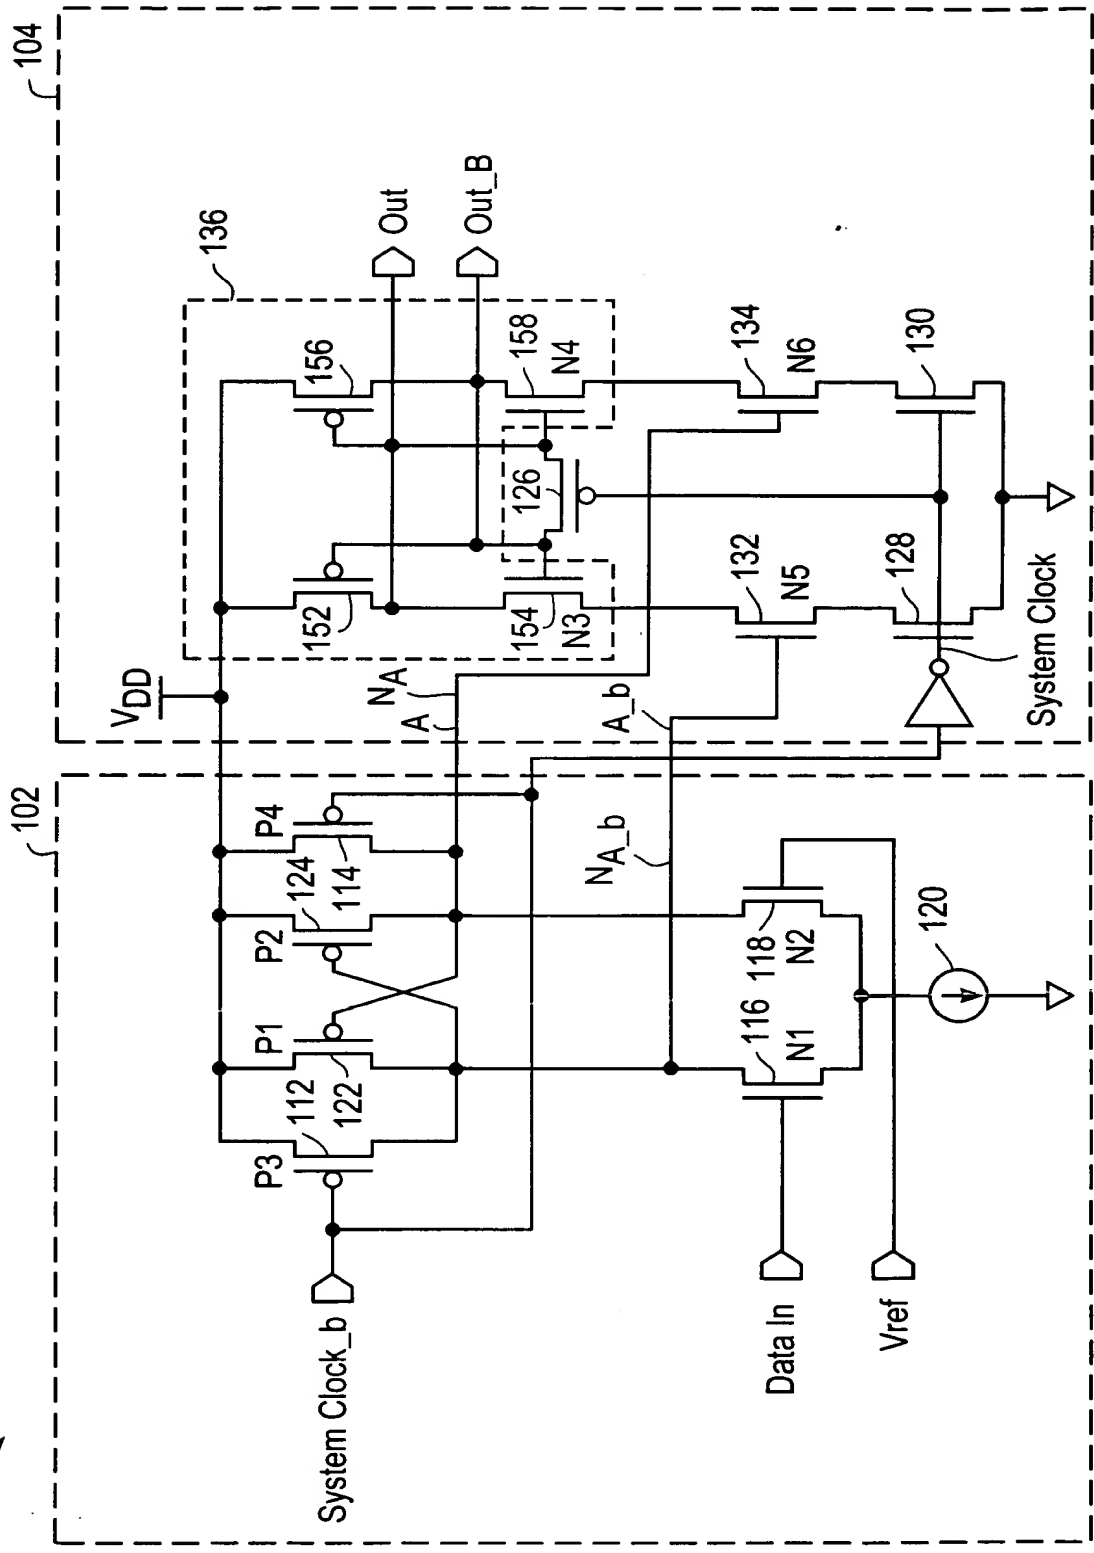 102
104
VDD
136
P3
112
P1
122
P2
124
P4
114
152
156
Out
Out_B
System Clock_b
A
NA
126
154
N3
158
N4
NA_b
A_b
Data In
116
N1
118
N2
132
N5
134
N6
Vref
120
128
130
System Clock